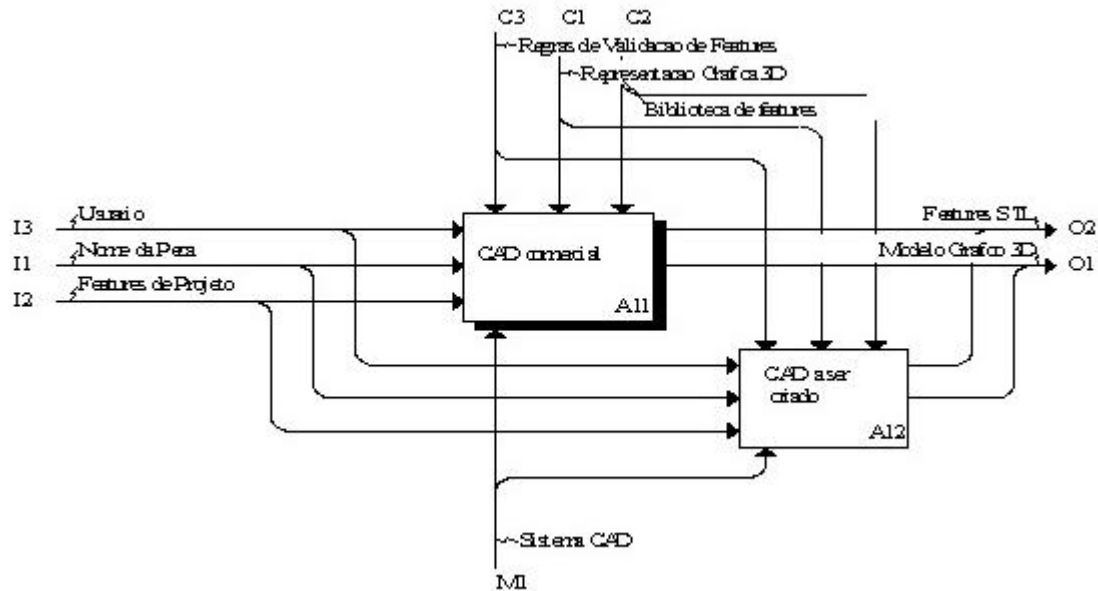 C3 C1 C2
Regras de Validacao de Features
Representacao Grafica 3D
Biblioteca de features
I3 Usuario
Features STL O2
I1 Nome da Peca
CAD comercial
Modelo Grafico 3D O1
I2 Features de Projeto
A11
CAD a ser
criado
A12
Sistema CAD
M1